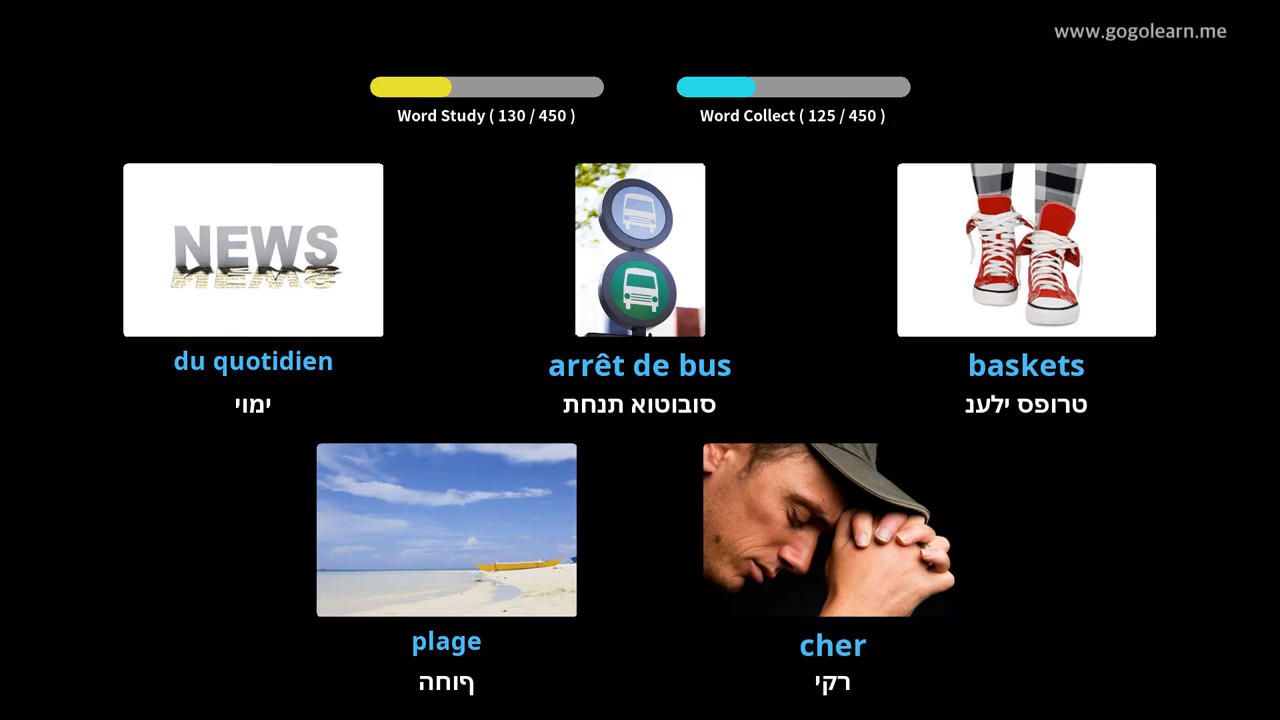 www.gogolearn.me
Word Study ( 130 / 450 )
Word Collect ( 125 / 450 )
du quotidien
ימוי
arrêt de bus
סובוטוא תנחת
baskets
טרופס ילענ
plage
ףוחה
cher
רקי
NEWS